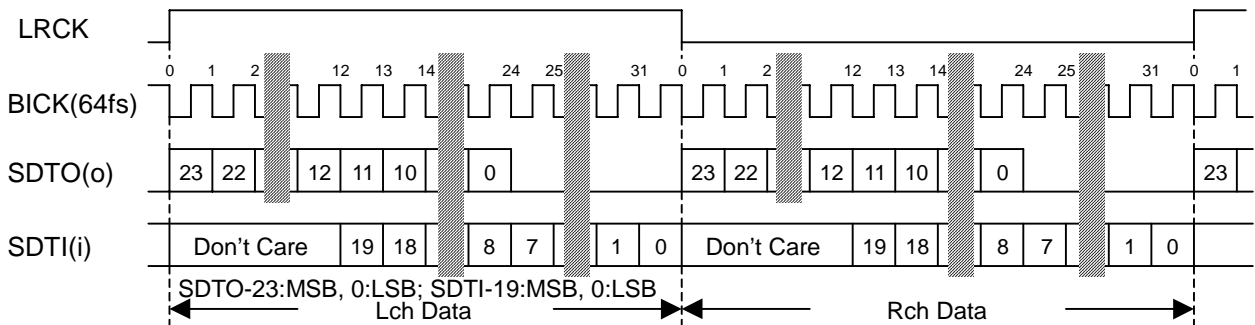 LRCK
0 1 2 12 13 14 24 25 31 0 1 2 12 13 14 24 25 31 0 1
BICK(64fs)
SDTO(o) 23 22 12 11 10 0 23 22 12 11 10 0 23
SDTI(i) Don't Care 19 18 8 7 1 0 Don't Care 19 18 8 7 1 0
SDTO-23:MSB, 0:LSB; SDTI-19:MSB, 0:LSB
Lch Data Rch Data